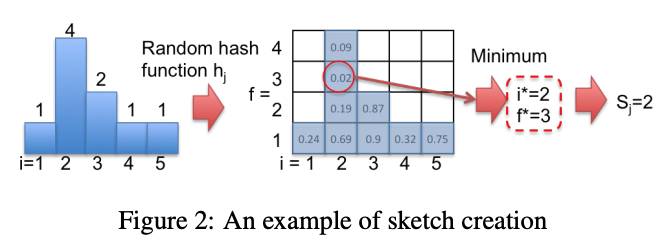 4
2
1 1 1
i=1 2 3 4 5
Random hash
function hj
f =
4 0.09
3 0.02
2 0.19 0.87
1 0.24 0.69 0.9 0.32 0.75
i = 1 2 3 4 5
Minimum
i*=2
f*=3
Sj=2
Figure 2: An example of sketch creation